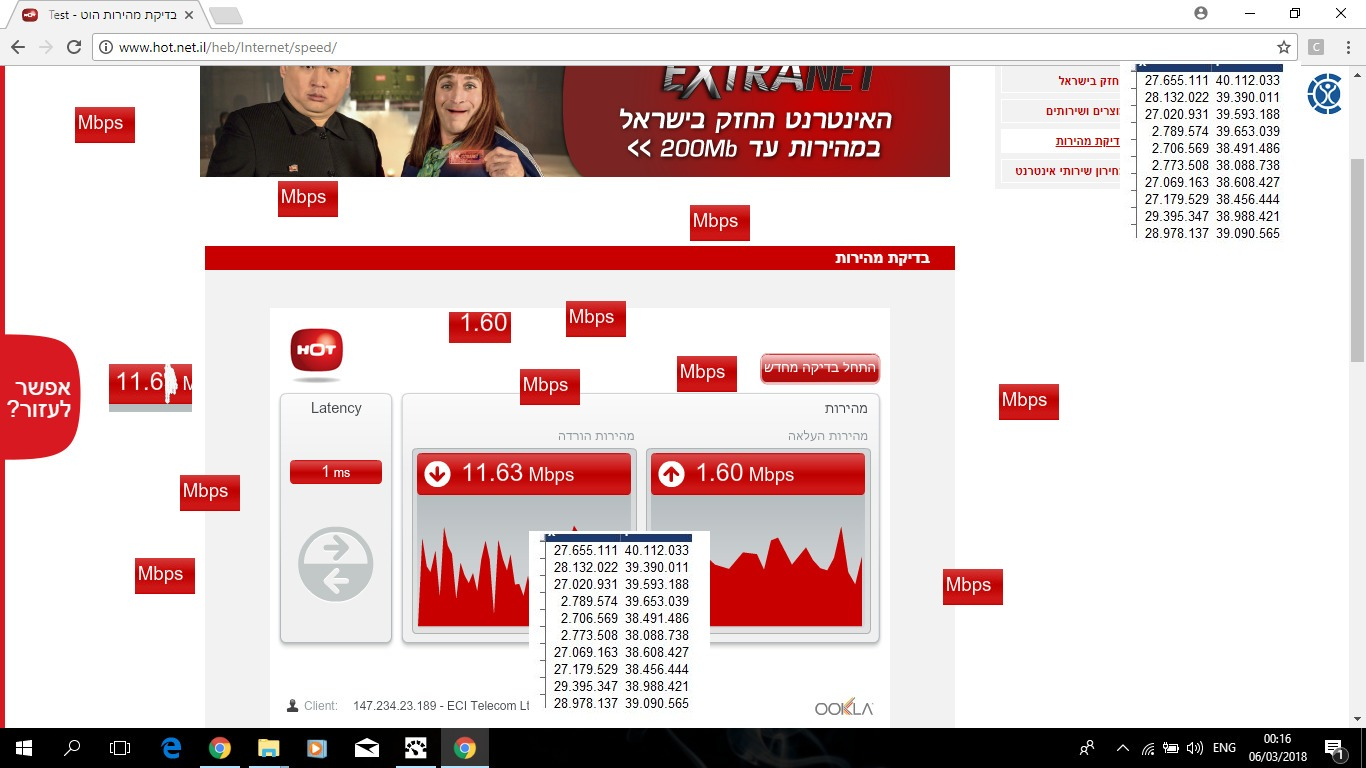 בדיקת מהירות הוט - Test
www.hot.net.il/heb/Internet/speed/
C
EXTRANET
האינטרנט החזק בישראל
במהירות עד 200Mb >>
חזק בישראל
וצרים ושירותים
דיקת מהירות
חירון שירותי אינטרנט
27.655.111 40.112.033
28.132.022 39.390.011
27.020.931 39.593.188
2.789.574 39.653.039
2.706.569 38.491.486
2.773.508 38.088.738
27.069.163 38.608.427
27.179.529 38.456.444
29.395.347 38.988.421
28.978.137 39.090.565
Mbps
Mbps
Mbps
בדיקת מהירות
1.60
Mbps
HOT
Mbps
Mbps
התחל בדיקה מחדש
אפשר
לעזור?
11.6
Mbps
Latency
מהירות
מהירות העלאה
מהירות הורדה
1 ms
11.63 Mbps
1.60 Mbps
Mbps
Mbps
Mbps
27.655.111 40.112.033
28.132.022 39.390.011
27.020.931 39.593.188
2.789.574 39.653.039
2.706.569 38.491.486
2.773.508 38.088.738
27.069.163 38.608.427
27.179.529 38.456.444
29.395.347 38.988.421
28.978.137 39.090.565
Client: 147.234.23.189 - ECI Telecom Lt
OOKLA
ENG
00:16
06/03/2018
1